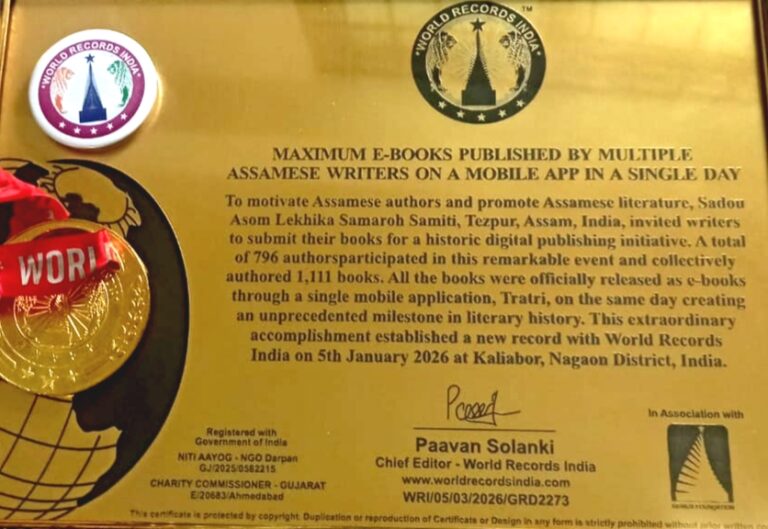 WORLD RECORDS INDIA
WORLD RECORDS INDIA
TM
MAXIMUM E-BOOKS PUBLISHED BY MULTIPLE
ASSAMESE WRITERS ON A MOBILE APP IN A SINGLE DAY
To motivate Assamese authors and promote Assamese literature, Sadou
Asom Lekhika Samaroh Samiti, Tezpur, Assam, India, invited writers
to submit their books for a historic digital publishing initiative. A total
of 796 authorsparticipated in this remarkable event and collectively
authored 1,111 books. All the books were officially released as e-books
through a single mobile application, Tratri, on the same day creating
an unprecedented milestone in literary history. This extraordinary
accomplishment established a new record with World Records
India on 5th January 2026 at Kaliabor, Nagaon District, India.
WORL
Registered with
Government of India
NITI AAYOG - NGO Darpan
GJ/2025/0582215
CHARITY COMMISSIONER - GUJARAT
E/20683/Ahmedabad
Paavan Solanki
Chief Editor - World Records India
www.worldrecordsindia.com
WRI/05/03/2026/GRD2273
In Association with
FOUNDATION
This certificate is protected by copyright. Duplication or reproduction of Certificate or Design in any form is strictly prohibited without prior written